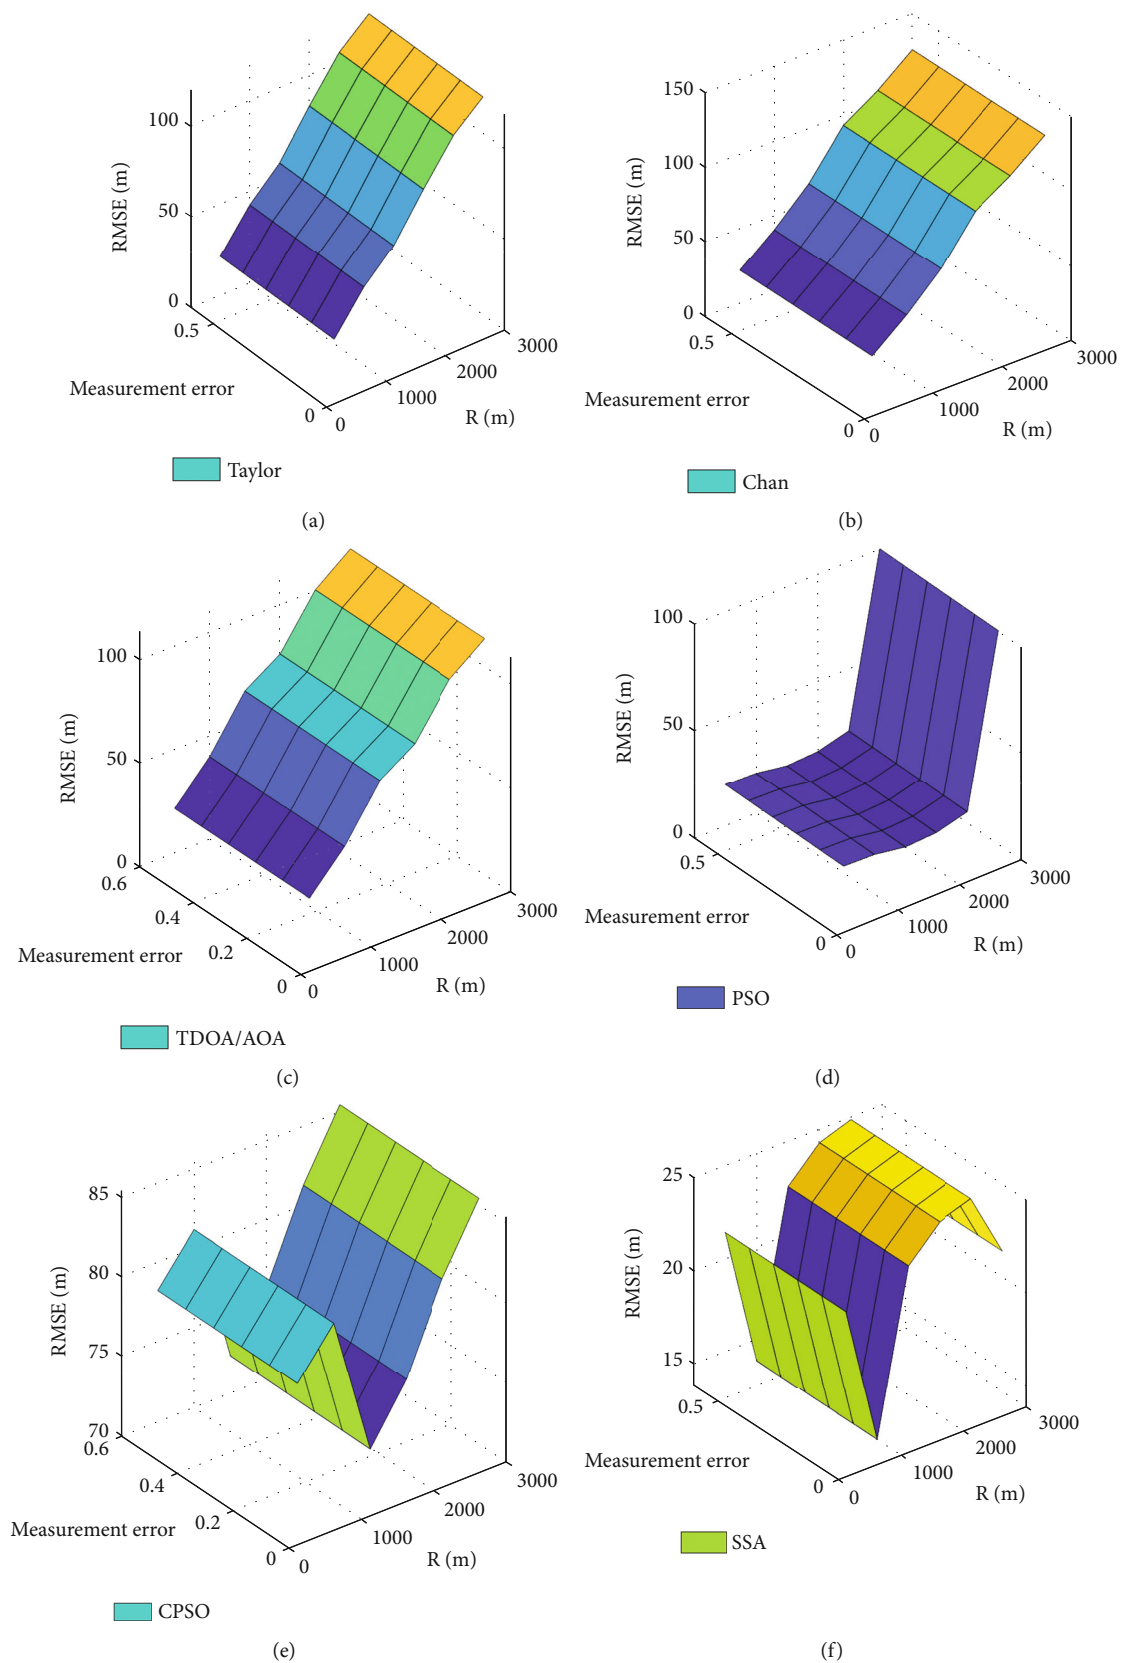 100
50
0
RMSE (m)
0.5
0
Measurement error
0
1000
2000
3000
R (m)
Taylor
(a)
150
100
50
0
RMSE (m)
0.5
0
Measurement error
0
1000
2000
3000
R (m)
Chan
(b)
100
50
0
RMSE (m)
0.6
0.4
0.2
0
Measurement error
0
1000
2000
3000
R (m)
TDOA/AOA
(c)
100
50
0
RMSE (m)
0.5
0
Measurement error
0
1000
2000
3000
R (m)
PSO
(d)
85
80
75
70
RMSE (m)
0.6
0.4
0.2
0
Measurement error
0
1000
2000
3000
R (m)
CPSO
(e)
25
20
15
RMSE (m)
0.5
0
Measurement error
0
1000
2000
3000
R (m)
SSA
(f)